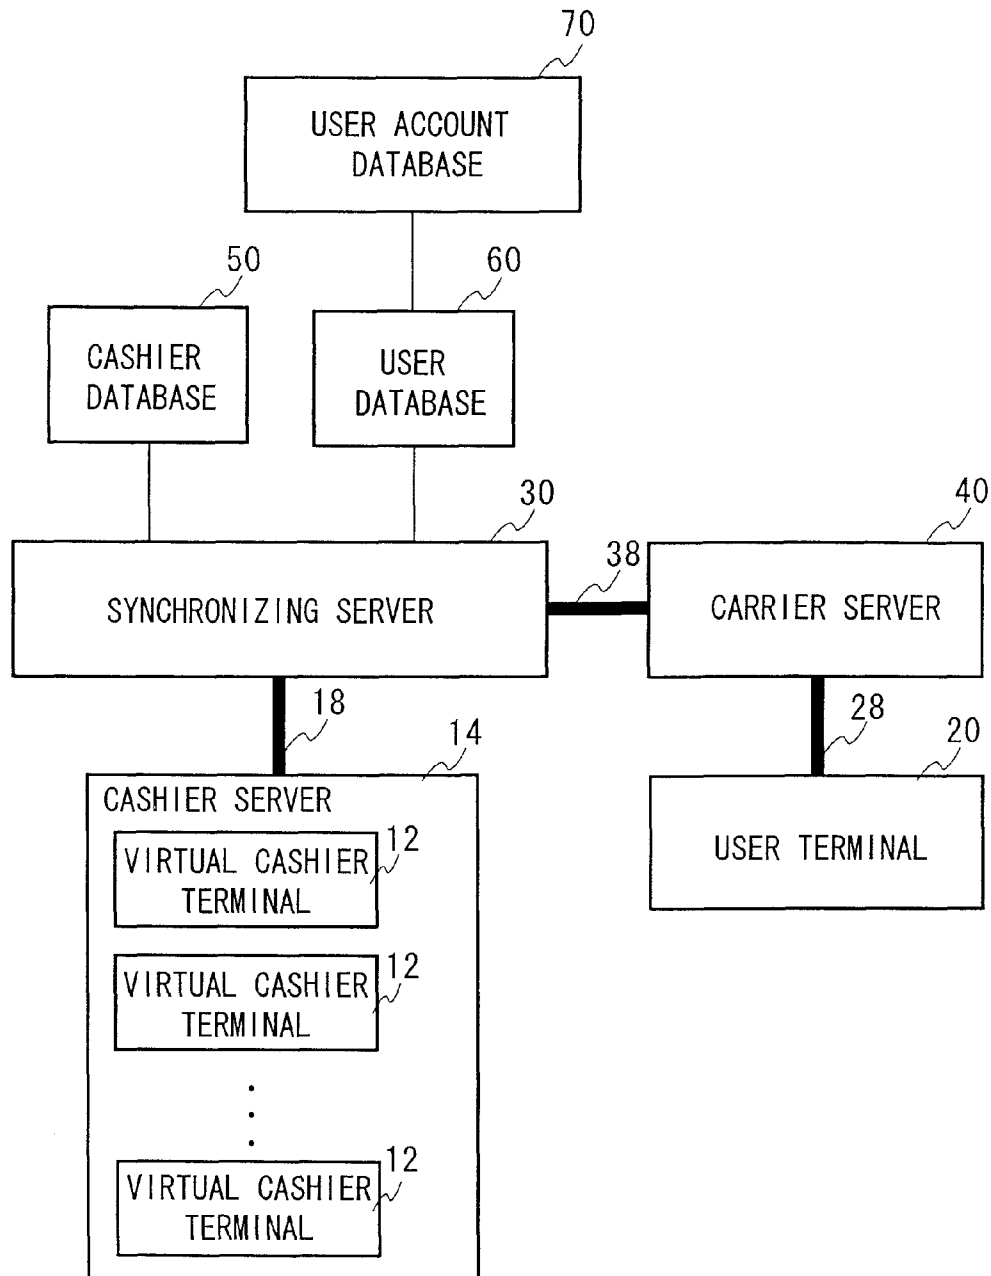 70
USER ACCOUNT
DATABASE
50
60
CASHIER
DATABASE
USER
DATABASE
30
40
38
SYNCHRONIZING SERVER
CARRIER SERVER
18
28
14
20
CASHIER SERVER
12
VIRTUAL CASHIER
TERMINAL
USER TERMINAL
12
VIRTUAL CASHIER
TERMINAL
12
VIRTUAL CASHIER
TERMINAL